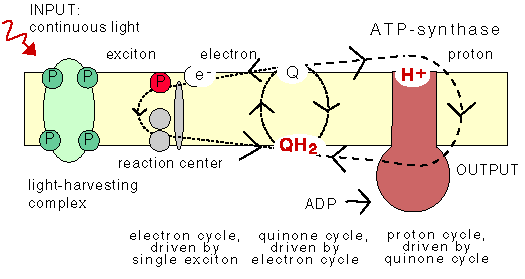 INPUT:
continuous light
ATP-synthase
exciton
electron
proton
P
P
P
e-
Q
H+
P
P
QH2
reaction center
OUTPUT
light-harvesting
complex
ADP
electron cycle,
driven by
single exciton
quinone cycle,
driven by
electron cycle
proton cycle,
driven by
quinone cycle